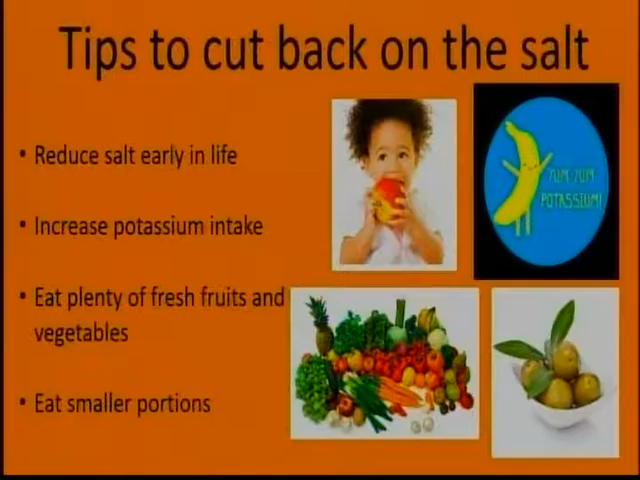 Tips to cut back on the salt
• Reduce salt early in life
• Increase potassium intake
• Eat plenty of fresh fruits and
vegetables
• Eat smaller portions
YUM YUM
POTASSIUM!